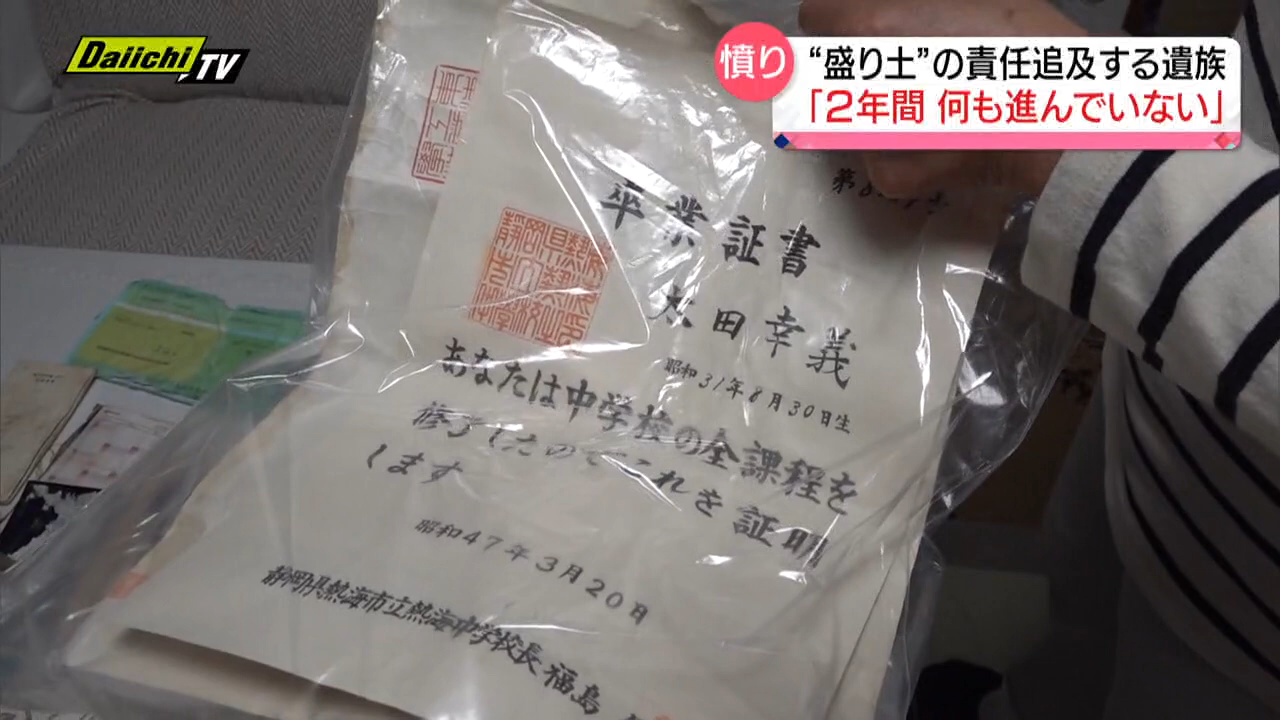 Daiichi-TV
憤り
“盛り土”の責任追及する遺族
「2年間 何も進んでいない」
卒業証書
太田幸義
昭和31年8月30日生
あなたは中学校の全課程を
修了したのでこれを証明
します
昭和47年3月20日
静岡県熱海市立熱海中学校長 福島